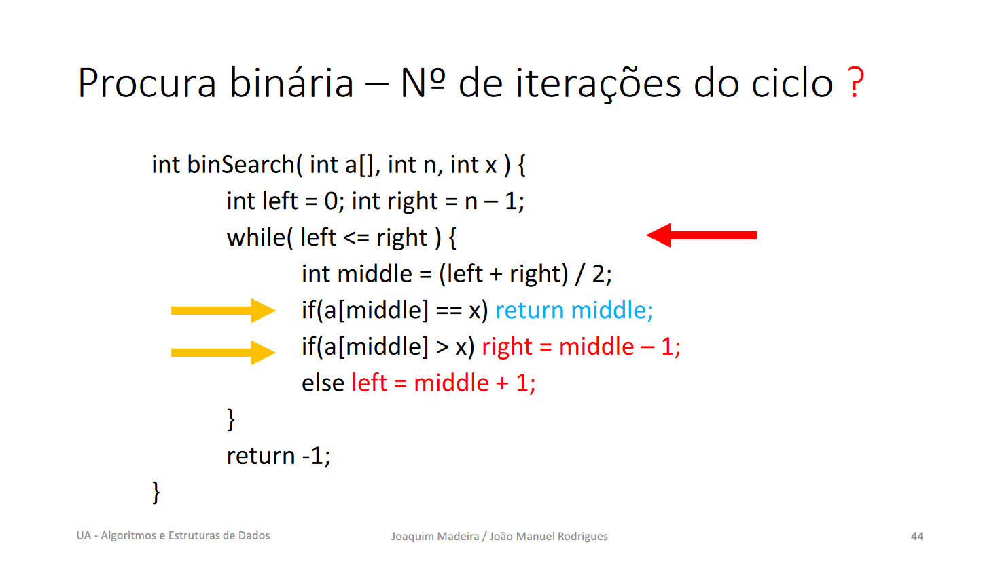 Procura binária – Nº de iterações do ciclo ?
int binSearch( int a[], int n, int x ) {
int left = 0; int right = n – 1;
while( left <= right ) {
int middle = (left + right) / 2;
if(a[middle] == x) return middle;
if(a[middle] > x) right = middle – 1;
else left = middle + 1;
}
return -1;
}
UA - Algoritmos e Estruturas de Dados
Joaquim Madeira / João Manuel Rodrigues
44